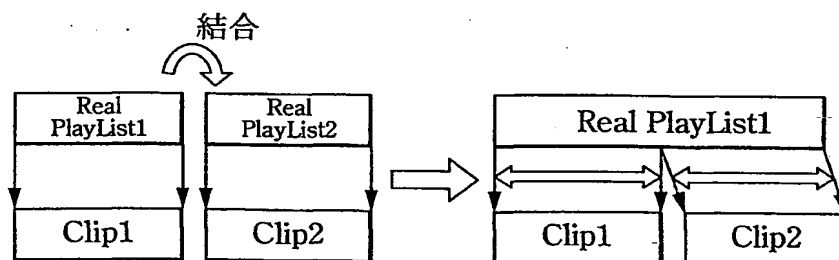 結合
Real
PlayList1
Real
PlayList2
Real PlayList1
Clip1
Clip2
Clip1
Clip2